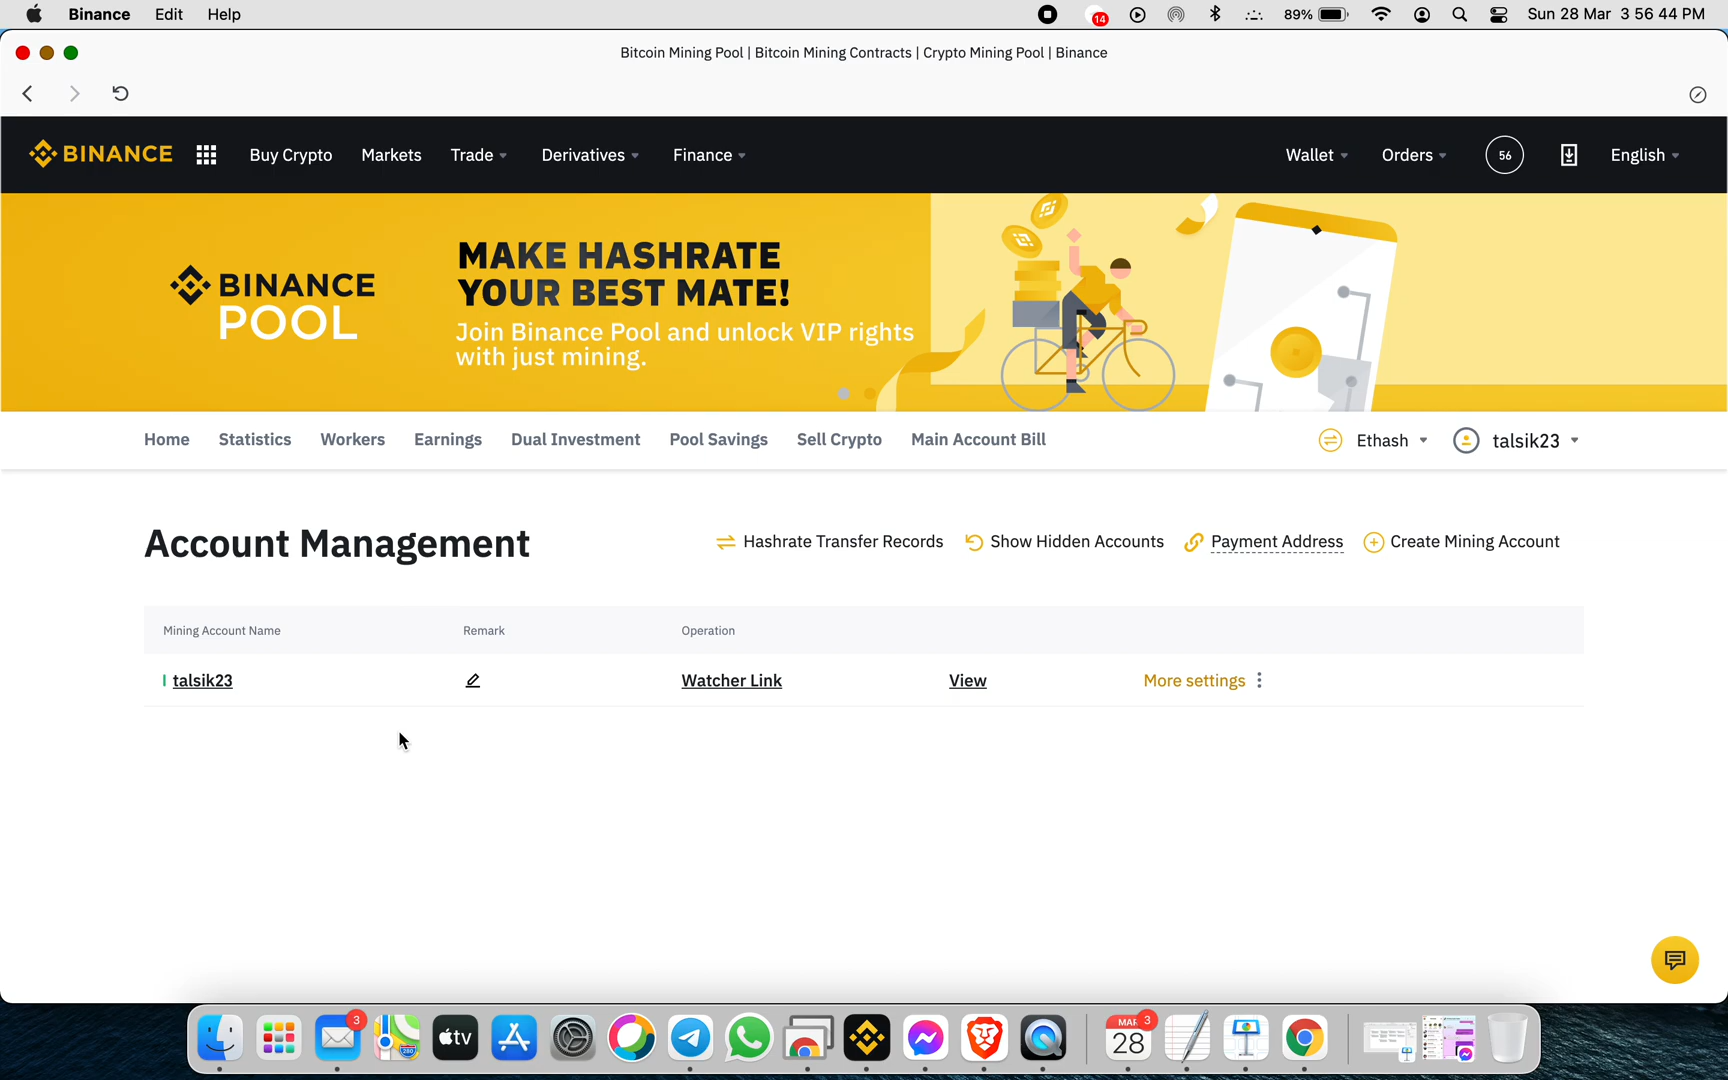 Binance Edit Help 14 89% Sun 28 Mar 3 56 44 PM
Bitcoin Mining Pool | Bitcoin Mining Contracts | Crypto Mining Pool | Binance
BINANCE Buy Crypto Markets Trade Derivatives Finance Wallet Orders 56 English
BINANCE
POOL
MAKE HASHRATE
YOUR BEST MATE!
Join Binance Pool and unlock VIP rights
with just mining.
Home Statistics Workers Earnings Dual Investment Pool Savings Sell Crypto Main Account Bill Ethash talsik23
Account Management Hashrate Transfer Records Show Hidden Accounts Payment Address Create Mining Account
Mining Account Name Remark Operation
talsik23 Watcher Link View More settings
3 280 tv MAR 3
28